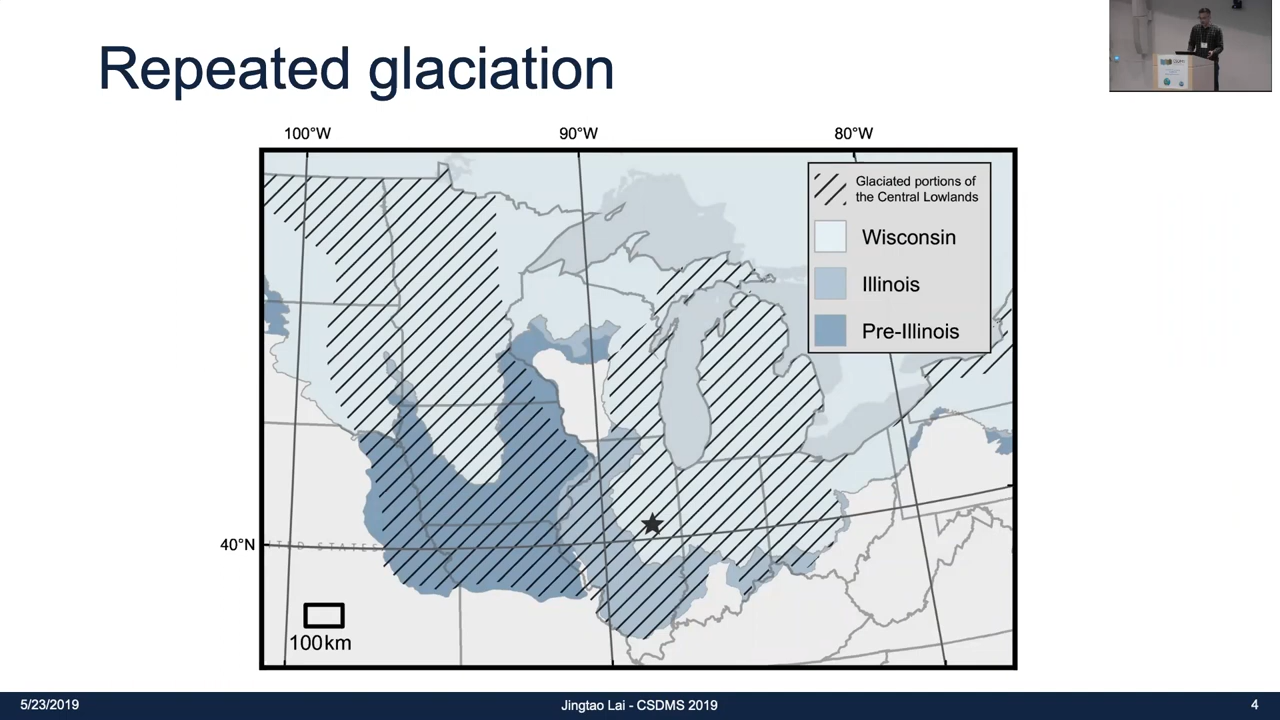 Repeated glaciation
100°W
90°W
80°W
Glaciated portions of
the Central Lowlands
Wisconsin
Illinois
Pre-Illinois
40°N
100km
5/23/2019
Jingtao Lai - CSDMS 2019
4